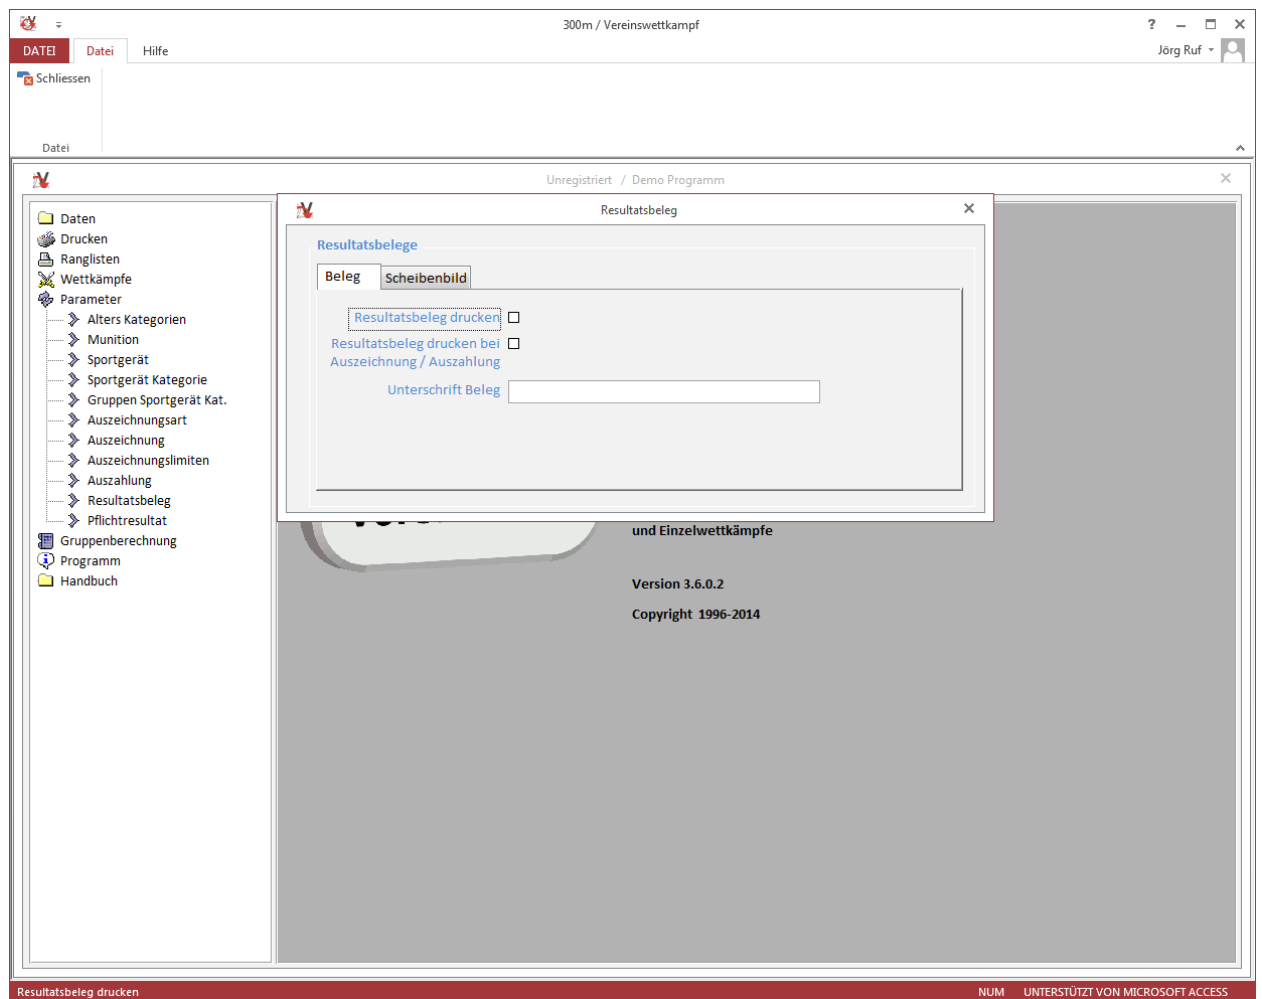 300m / Vereinswettkampf
?
DATEI Datei Hilfe
Jörg Ruf
Schliessen
Datei
Unregistriert / Demo Programm
Daten
Drucken
Ranglisten
Wettkämpfe
Parameter
Alters Kategorien
Munition
Sportgerät
Sportgerät Kategorie
Gruppen Sportgerät Kat.
Auszeichnungsart
Auszeichnung
Auszeichnungslimiten
Auszahlung
Resultatsbeleg
Pflichtresultat
Gruppenberechnung
Programm
Handbuch
Resultatsbeleg
Resultatsbelege
Beleg Scheibenbild
Resultatsbeleg drucken
Resultatsbeleg drucken bei
Auszeichnung / Auszahlung
Unterschrift Beleg
und Einzelwettkämpfe
Version 3.6.0.2
Copyright 1996-2014
Resultatsbeleg drucken
NUM UNTERSTÜTZT VON MICROSOFT ACCESS